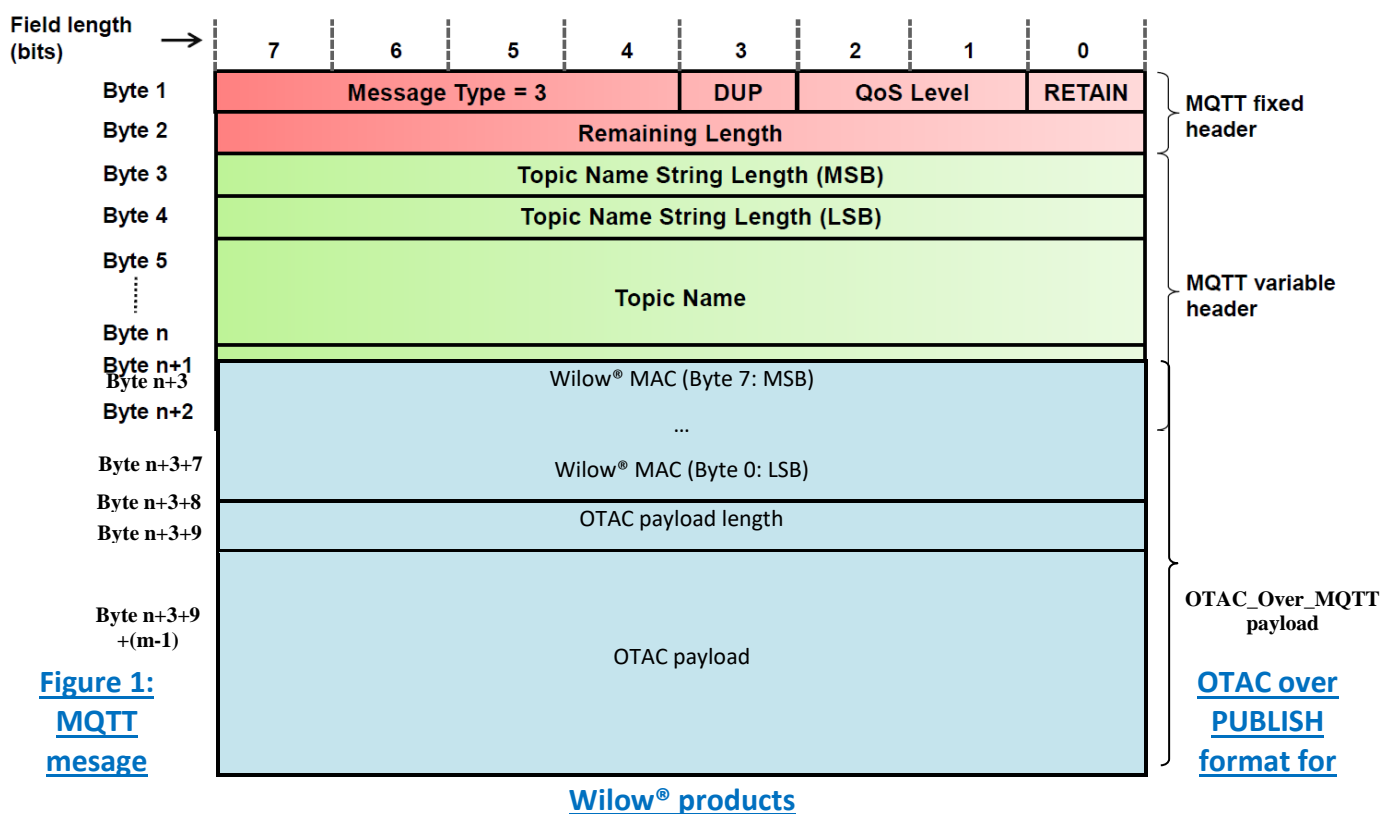 Field length
(bits)
7 6 5 4 3 2 1 0
Byte 1 Message Type = 3 DUP QoS Level RETAIN
MQTT fixed
header
Byte 2 Remaining Length
Byte 3 Topic Name String Length (MSB)
Byte 4 Topic Name String Length (LSB)
Byte 5
Topic Name
MQTT variable
header
Byte n
Byte n+1
Byte n+3 Wilow® MAC (Byte 7: MSB)
Byte n+2
...
Byte n+3+7 Wilow® MAC (Byte 0: LSB)
Byte n+3+8
OTAC payload length
Byte n+3+9
OTAC_Over_MQTT
payload
Byte n+3+9
+(m-1)
OTAC payload
Figure 1: OTAC over
MQTT PUBLISH
mesage format for
Wilow® products